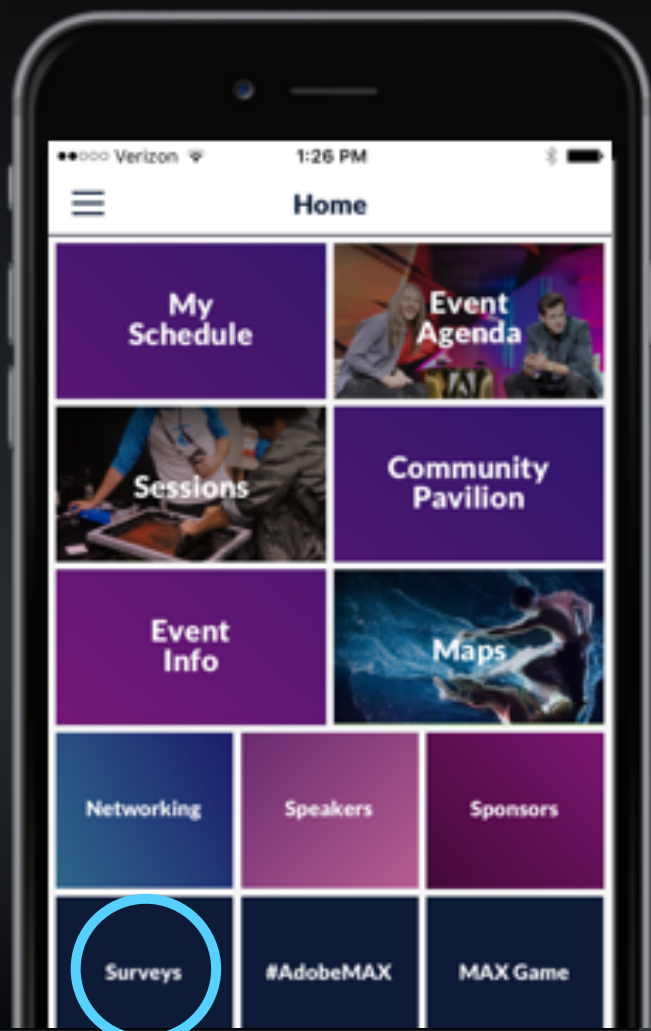 Verizon
1:26 PM
Home
My
Schedule
Event
Agenda
Sessions
Community
Pavilion
Event
Info
Maps
Networking
Speakers
Sponsors
Surveys
#AdobeMAX
MAX Game